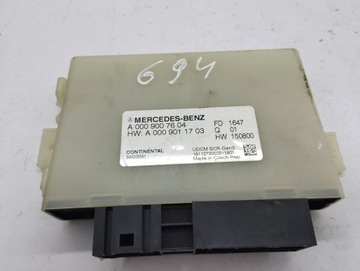 694
MERCEDES-BENZ
A 000 900 76 04 FD 1647
HW: A 000 901 17 03 Q 01
HW 150800
CONTINENTAL UDCM SCR Gen3
Made in Czech Rep